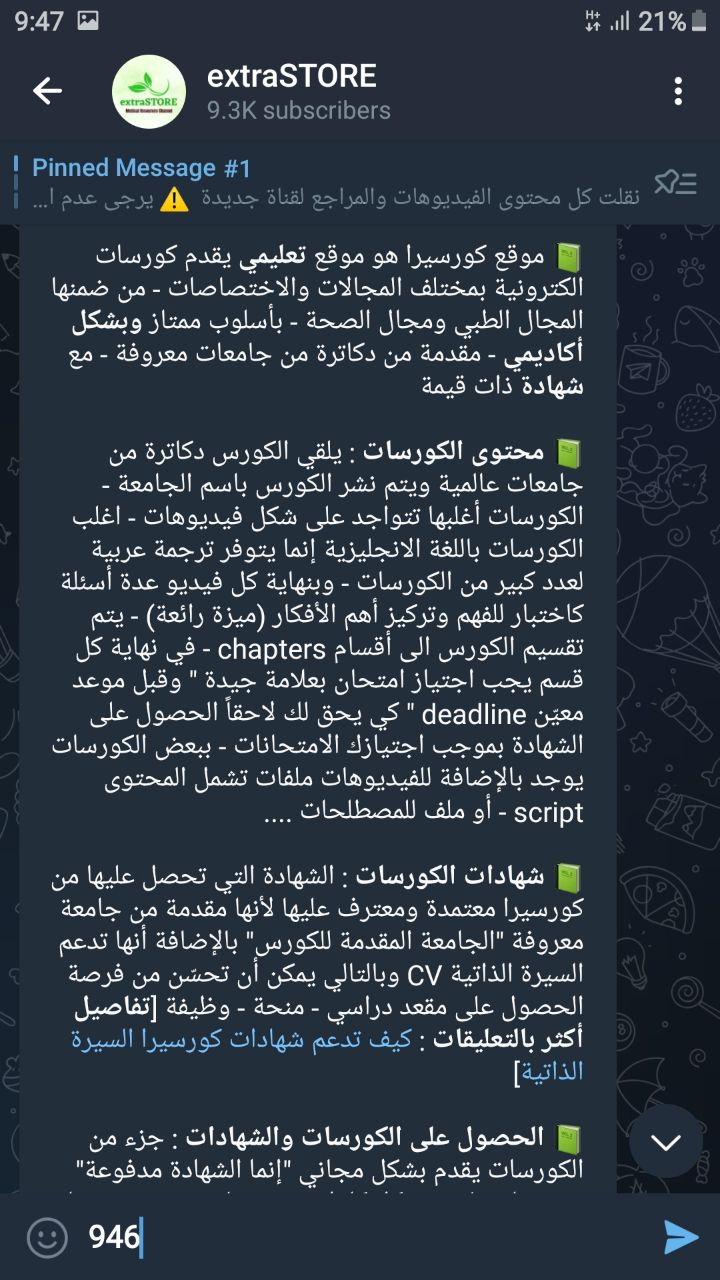 9:47
H+
21%
extraSTORE
extraSTORE
9.3K subscribers
Pinned Message #1
نقلت كل محتوى الفيديوهات والمراجع لقناة جديدة ⚠️ يرجى عدم ا...
📗 موقع كورسيرا هو موقع تعليمي يقدم كورسات
الكترونية بمختلف المجالات والاختصاصات - من ضمنها
المجال الطبي ومجال الصحة - بأسلوب ممتاز وبشكل
أكاديمي - مقدمة من دكاترة من جامعات معروفة - مع
شهادة ذات قيمة
📗 محتوى الكورسات : يلقي الكورس دكاترة من
جامعات عالمية ويتم نشر الكورس باسم الجامعة -
الكورسات أغلبها تتواجد على شكل فيديوهات - اغلب
الكورسات باللغة الانجليزية إنما يتوفر ترجمة عربية
لعدد كبير من الكورسات - وبنهاية كل فيديو عدة أسئلة
كاختبار للفهم وتركيز أهم الأفكار (ميزة رائعة) - يتم
تقسيم الكورس الى أقسام chapters - في نهاية كل
قسم يجب اجتياز امتحان بعلامة جيدة " وقبل موعد
معيّن deadline " كي يحق لك لاحقاً الحصول على
الشهادة بموجب اجتيازك الامتحانات - ببعض الكورسات
يوجد بالإضافة للفيديوهات ملفات تشمل المحتوى
script - أو ملف للمصطلحات ....
📗 شهادات الكورسات : الشهادة التي تحصل عليها من
كورسيرا معتمدة ومعترف عليها لأنها مقدمة من جامعة
معروفة "الجامعة المقدمة للكورس" بالإضافة أنها تدعم
السيرة الذاتية CV وبالتالي يمكن أن تحسّن من فرصة
الحصول على مقعد دراسي - منحة - وظيفة [تفاصيل
أكثر بالتعليقات : كيف تدعم شهادات كورسيرا السيرة
الذاتية]
📗 الحصول على الكورسات والشهادات : جزء من
الكورسات يقدم بشكل مجاني "إنما الشهادة مدفوعة"
946